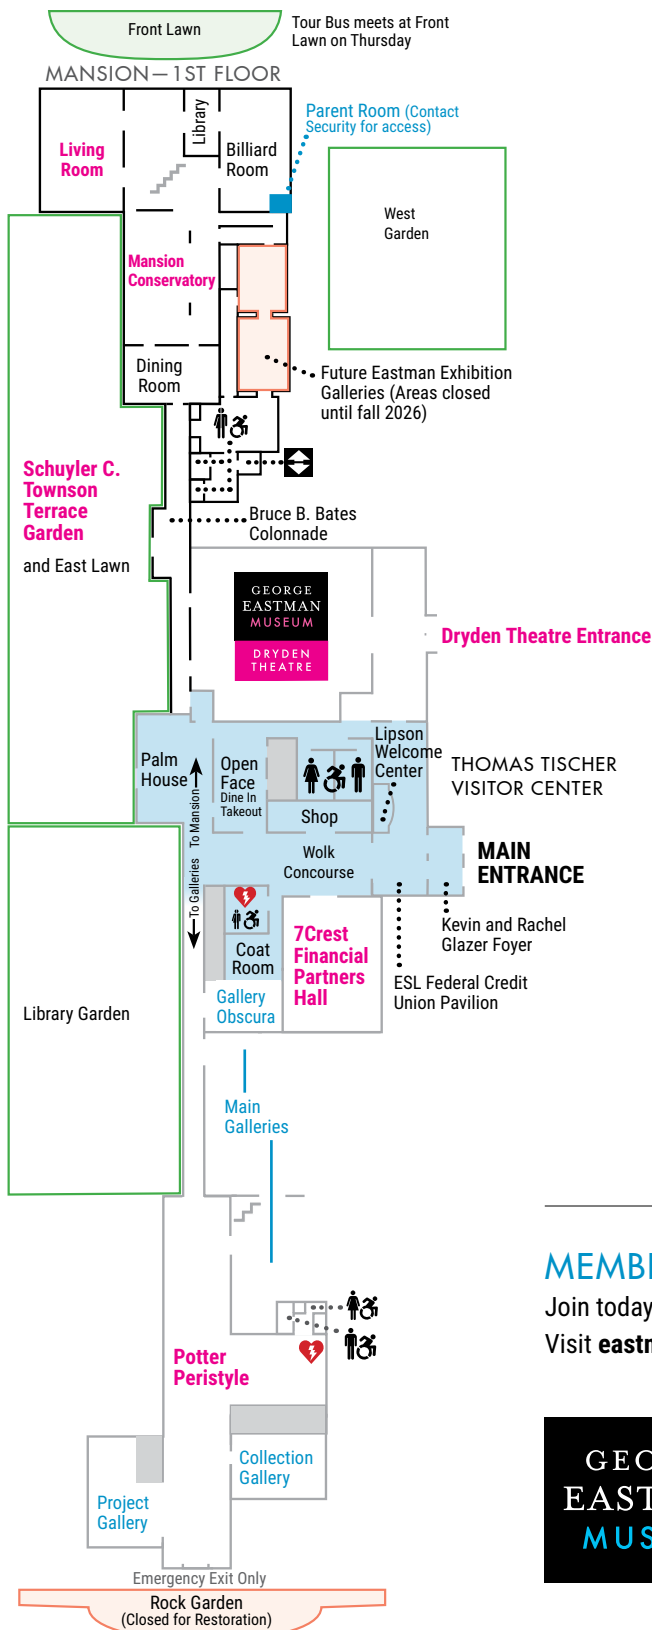 Front Lawn
Tour Bus meets at Front
Lawn on Thursday
MANSION—1ST FLOOR
Living
Room
Library
Billiard
Room
Parent Room (Contact
Security for access)
West
Garden
Mansion
Conservatory
Dining
Room
Future Eastman Exhibition
Galleries (Areas closed
until fall 2026)
Schuyler C.
Townson
Terrace
Garden
and East Lawn
Bruce B. Bates
Colonnade
GEORGE
EASTMAN
MUSEUM
DRYDEN
THEATRE
Dryden Theatre Entrance
Palm
House
To Mansion
Open
Face
Dine In
Takeout
Lipson
Welcome
Center
THOMAS TISCHER
VISITOR CENTER
Shop
Wolk
Concourse
MAIN
ENTRANCE
To Galleries
Coat
Room
7Crest
Financial
Partners
Hall
Kevin and Rachel
Glazer Foyer
ESL Federal Credit
Union Pavilion
Gallery
Obscura
Library Garden
Main
Galleries
Potter
Peristyle
Collection
Gallery
Project
Gallery
Emergency Exit Only
Rock Garden
(Closed for Restoration)
Join today
Visit
GEO
EAST
MUS